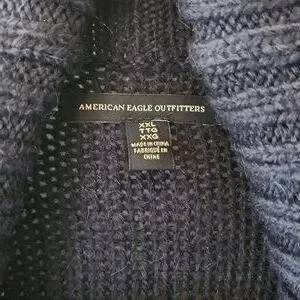 AMERICAN EAGLE OUTFITTERS
XXL
TTG
XXG
MADE IN CHINA
FABRIQUÉ EN
CHINE